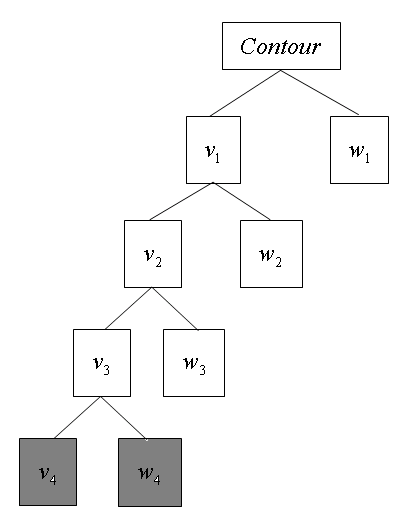 Contour
v₁ w₁
v₂ w₂
v₃ w₃
v₄ w₄